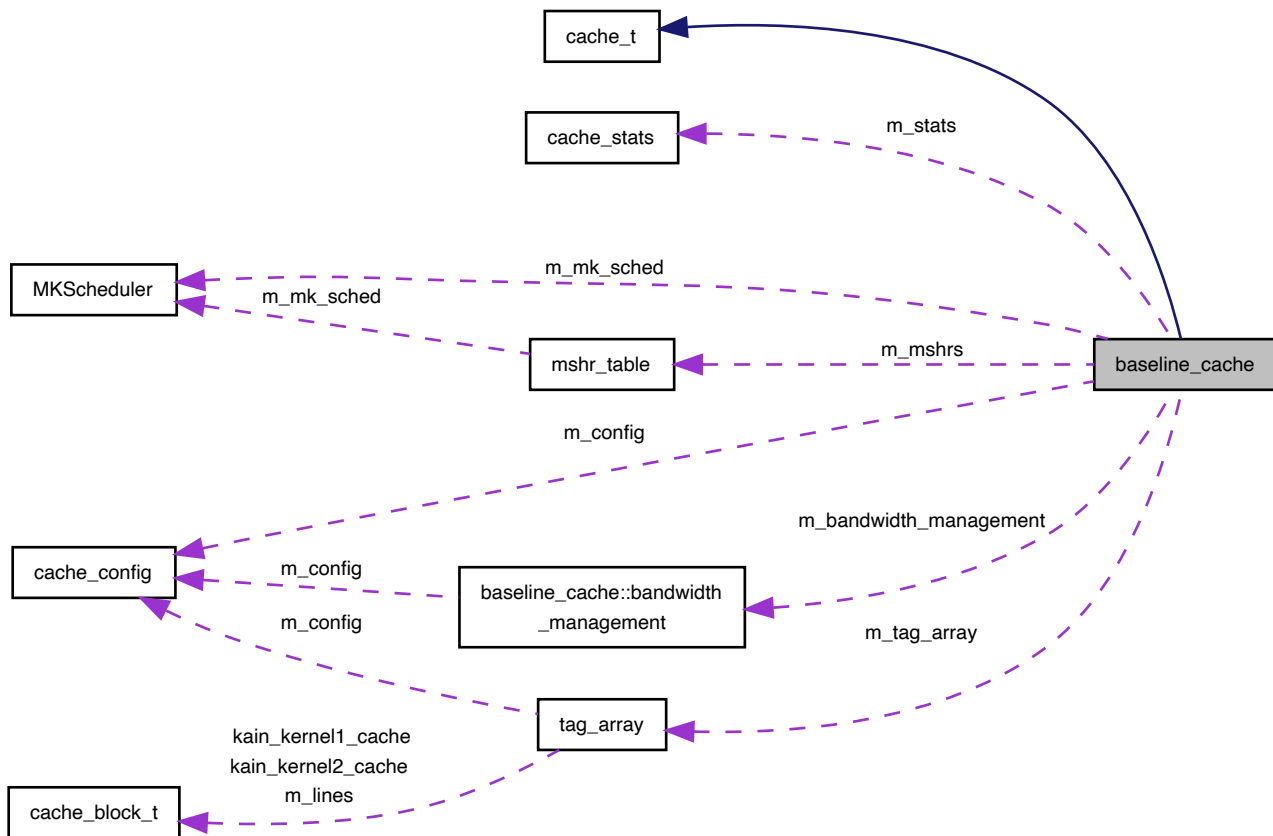 cache_t
cache_stats
m_stats
MKScheduler
m_mk_sched
m_mk_sched
mshr_table
m_mshrs
baseline_cache
m_config
m_bandwidth_management
cache_config
m_config
baseline_cache::bandwidth
_management
m_config
m_tag_array
tag_array
kain_kernel1_cache
kain_kernel2_cache
m_lines
cache_block_t